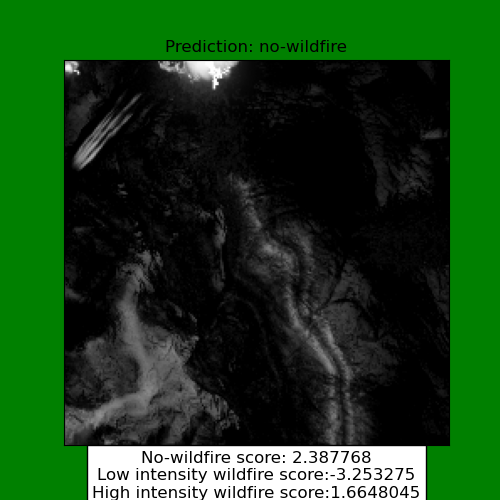 Prediction: no-wildfire
No-wildfire score: 2.387768
Low intensity wildfire score:-3.253275
High intensity wildfire score:1.6648045